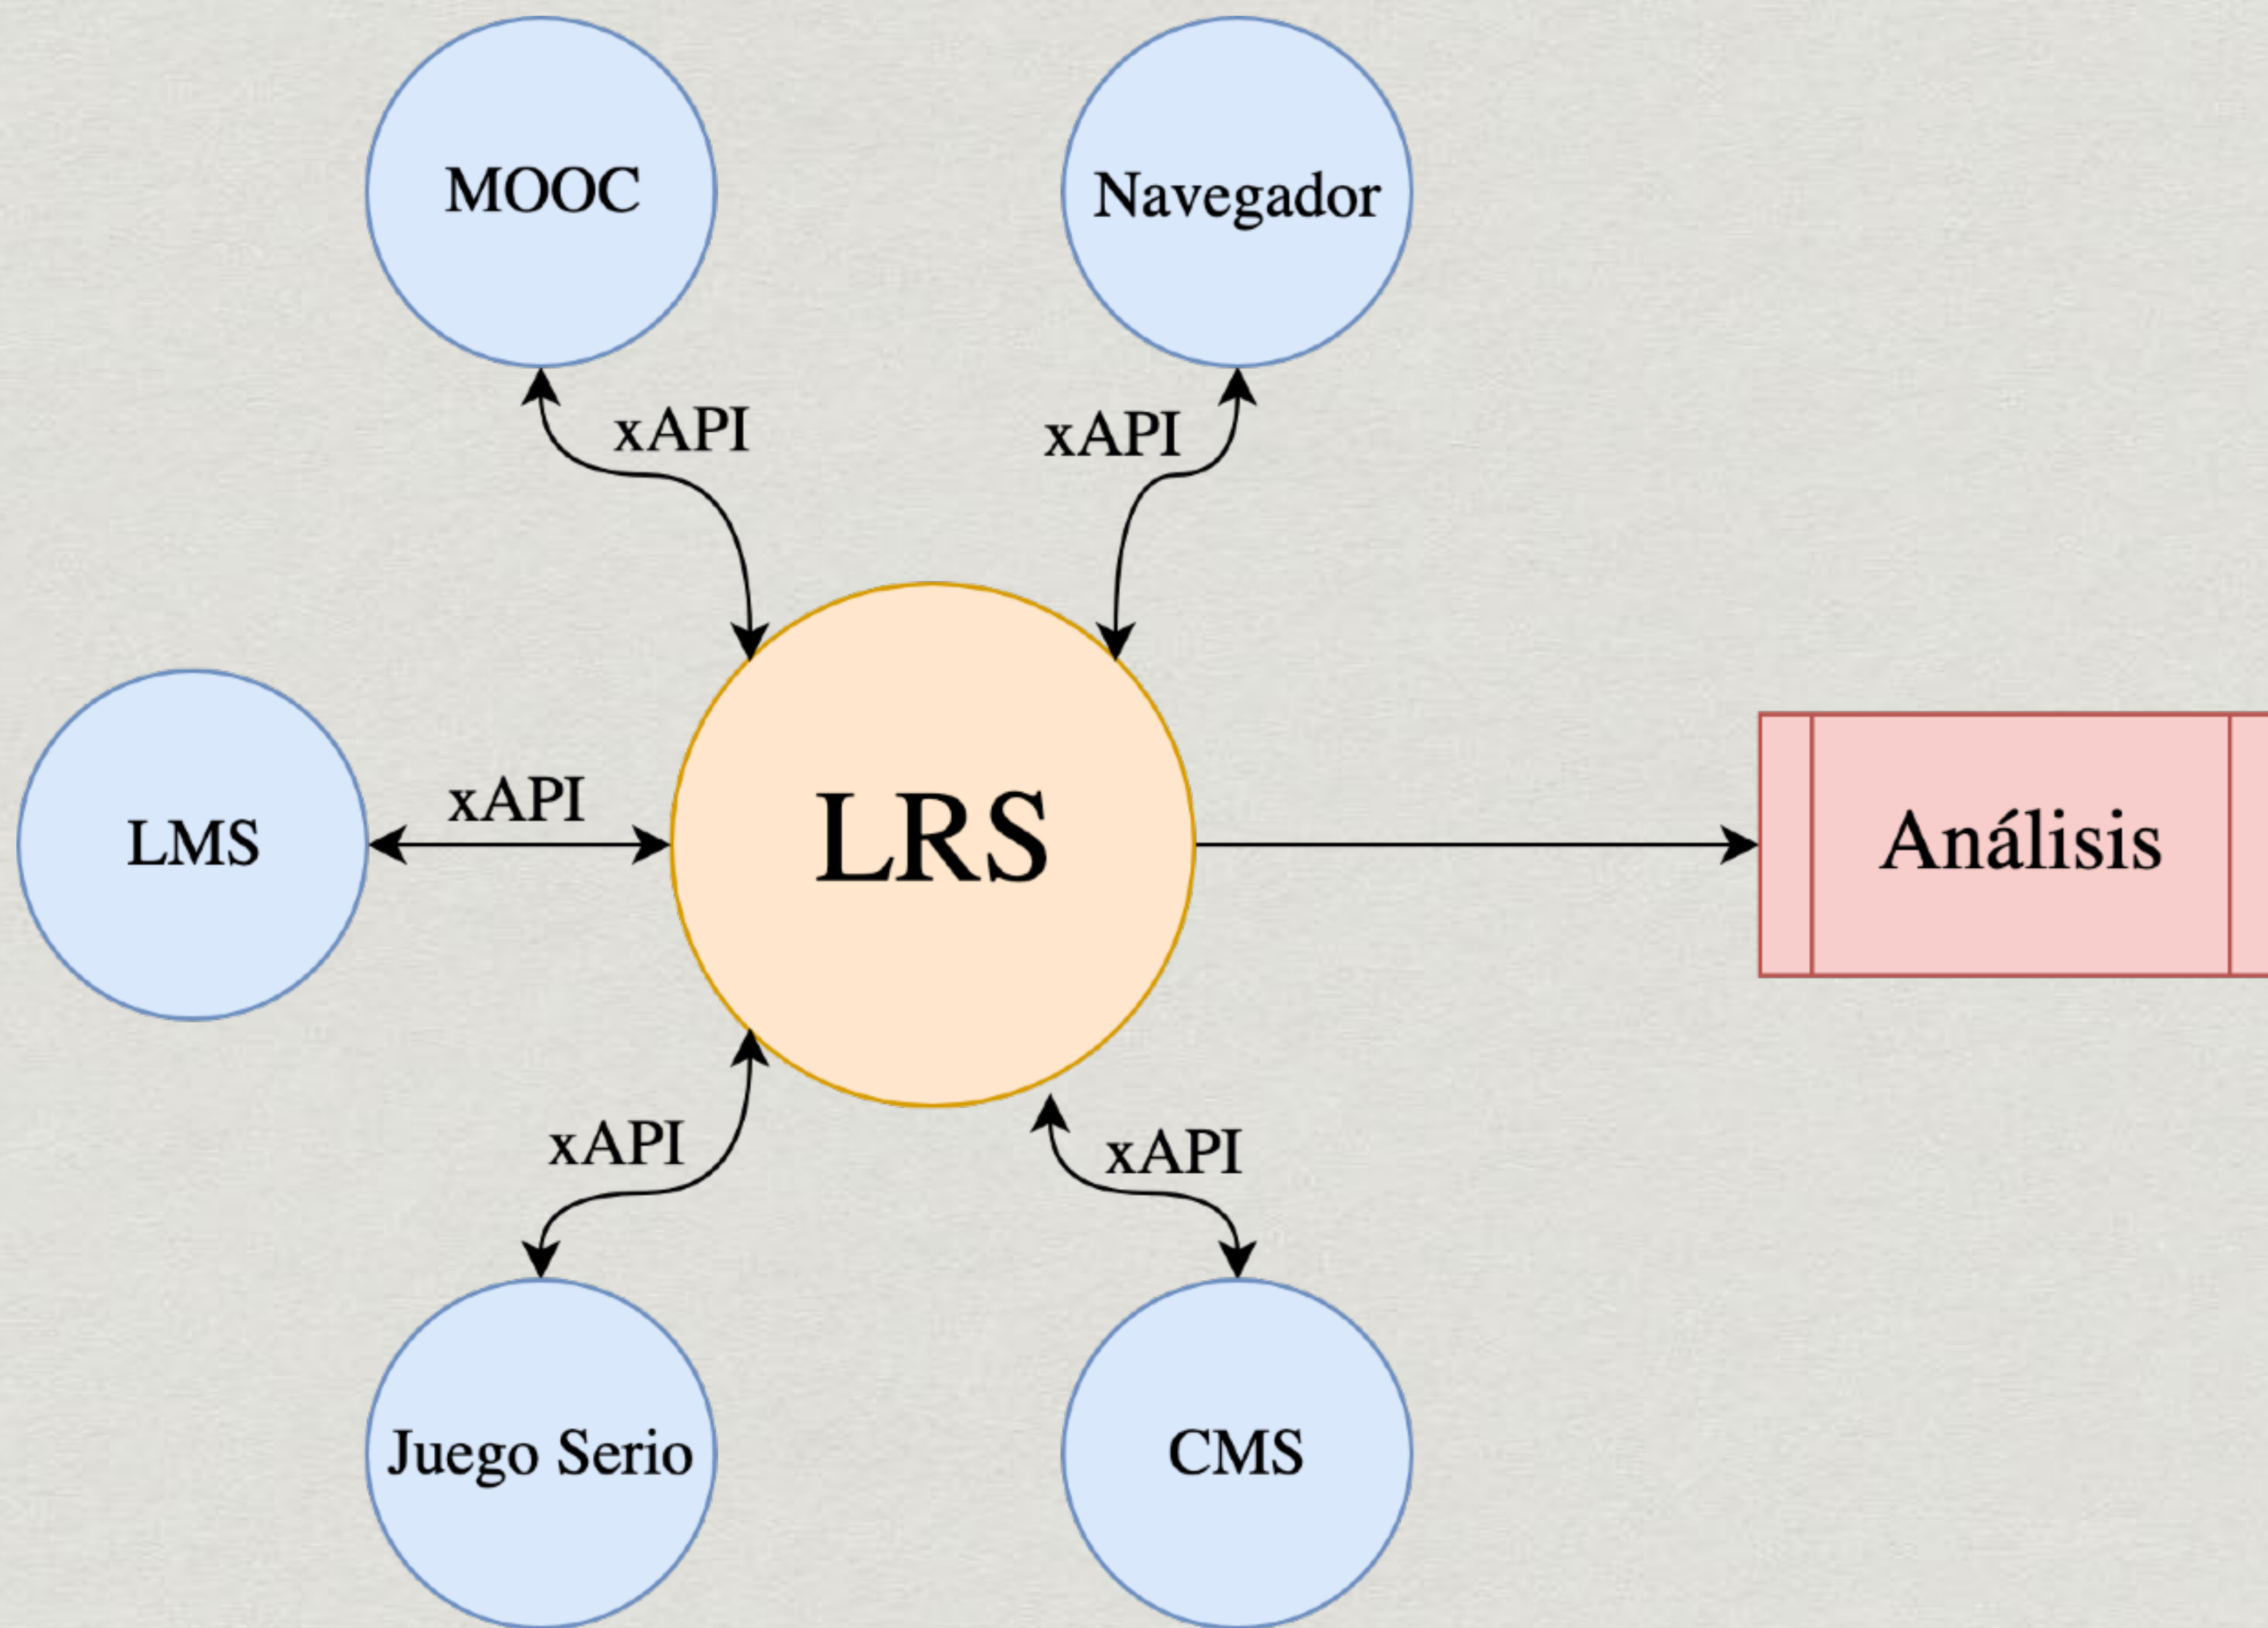 MOOC
Navegador
xAPI
xAPI
LMS
xAPI
LRS
Análisis
xAPI
xAPI
Juego Serio
CMS